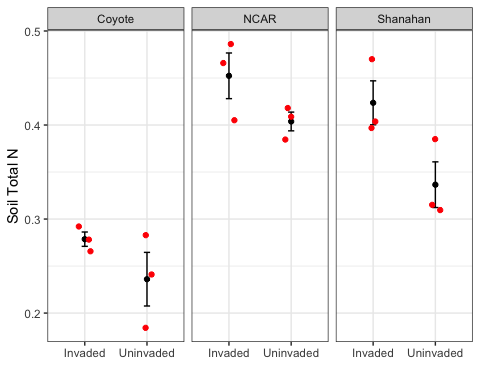 Coyote NCAR Shanahan
Soil Total N
0.5
0.4
0.3
0.2
Invaded Uninvaded Invaded Uninvaded Invaded Uninvaded